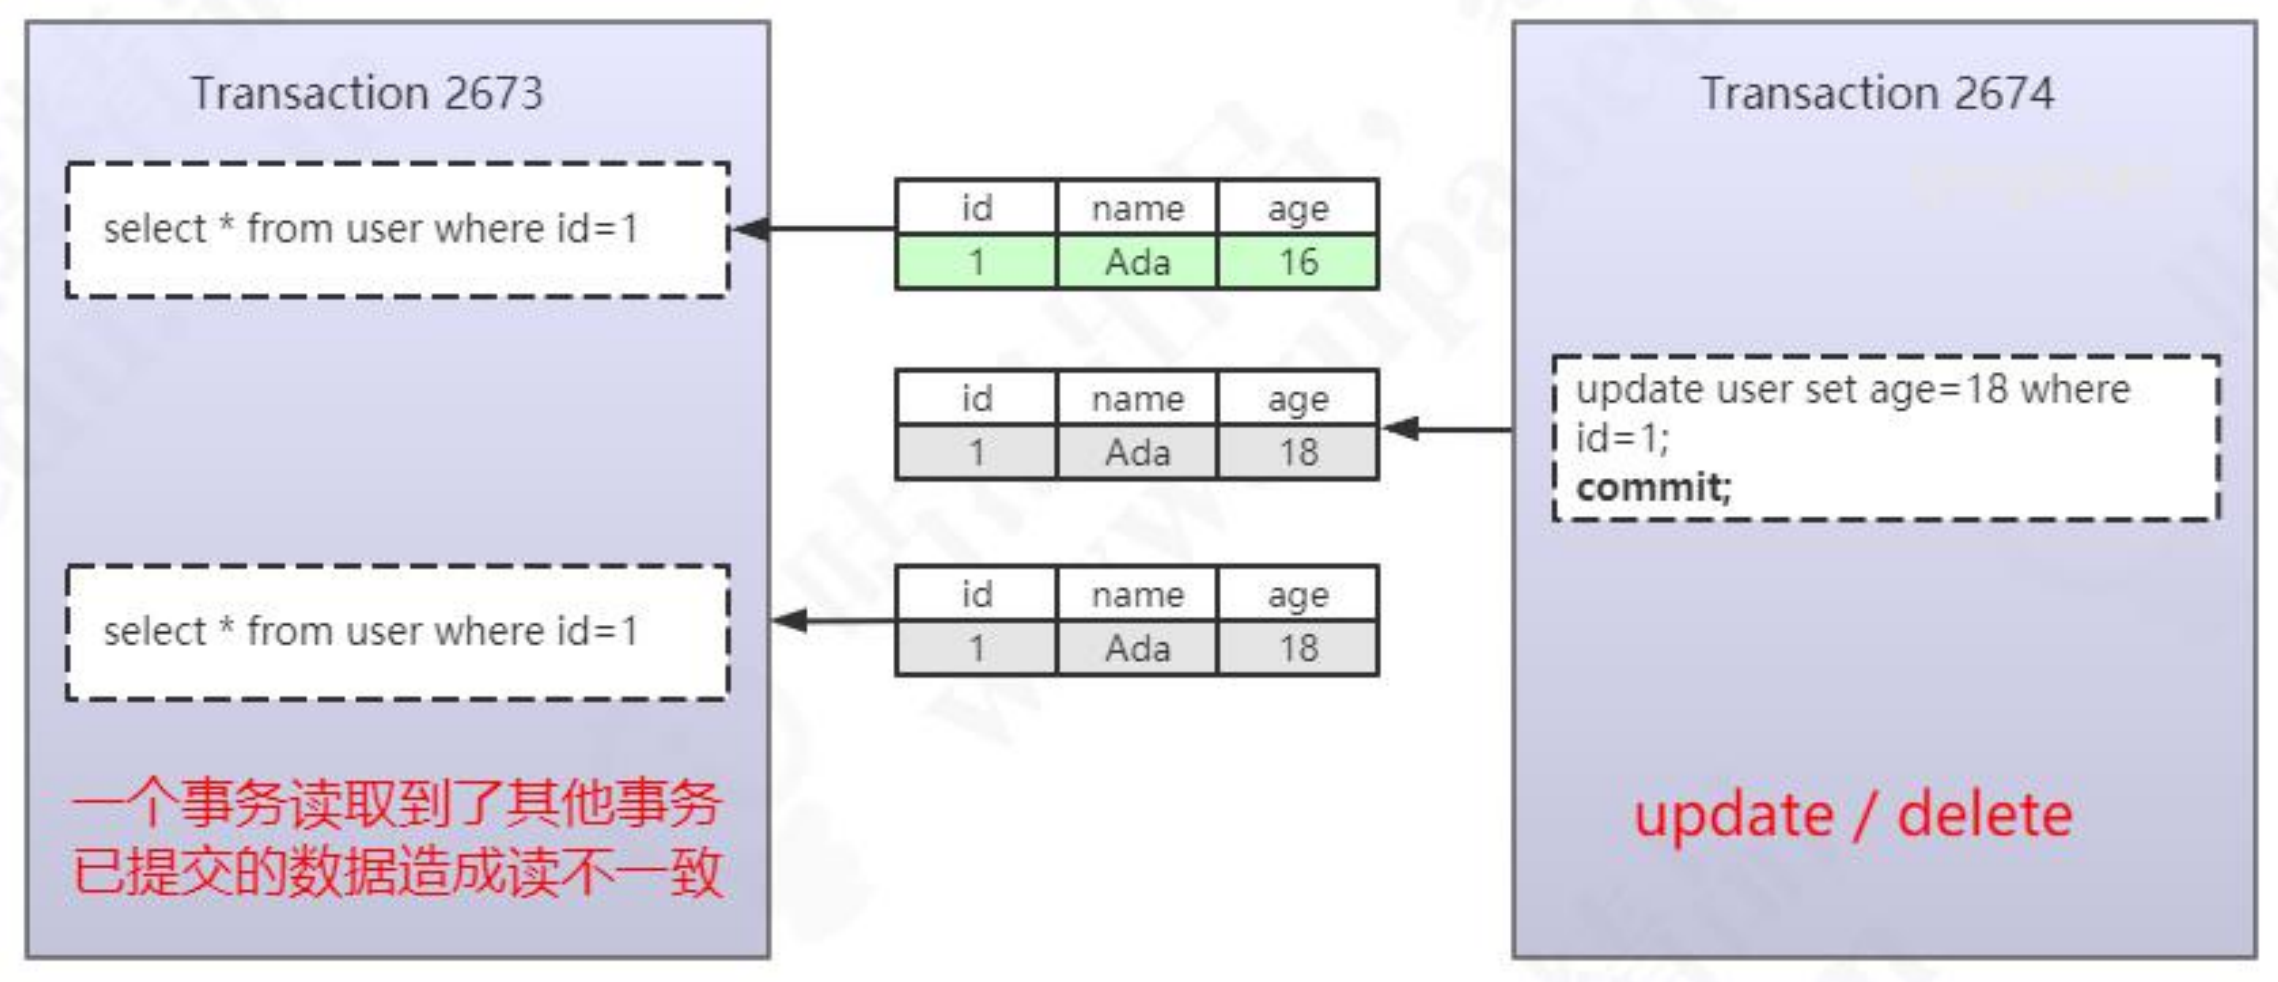 Transaction 2673
select * from user where id=1
select * from user where id=1
一个事务读取到了其他事务
已提交的数据造成读不一致
id name age
1 Ada 16
id name age
1 Ada 18
id name age
1 Ada 18
Transaction 2674
update user set age=18 where
id=1;
commit;
update / delete